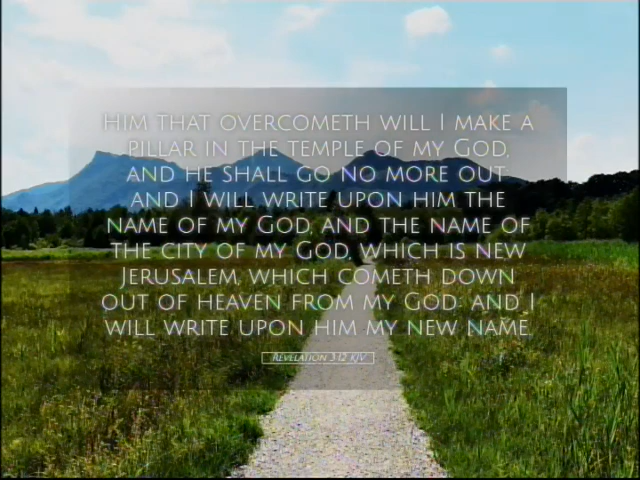 Him that overcometh will I make a
pillar in the temple of my God,
and he shall go no more out:
and I will write upon him the
name of my God, and the name of
the city of my God, which is new
Jerusalem, which cometh down
out of heaven from my God: and I
will write upon him my new name.
Revelation 3:12 KJV